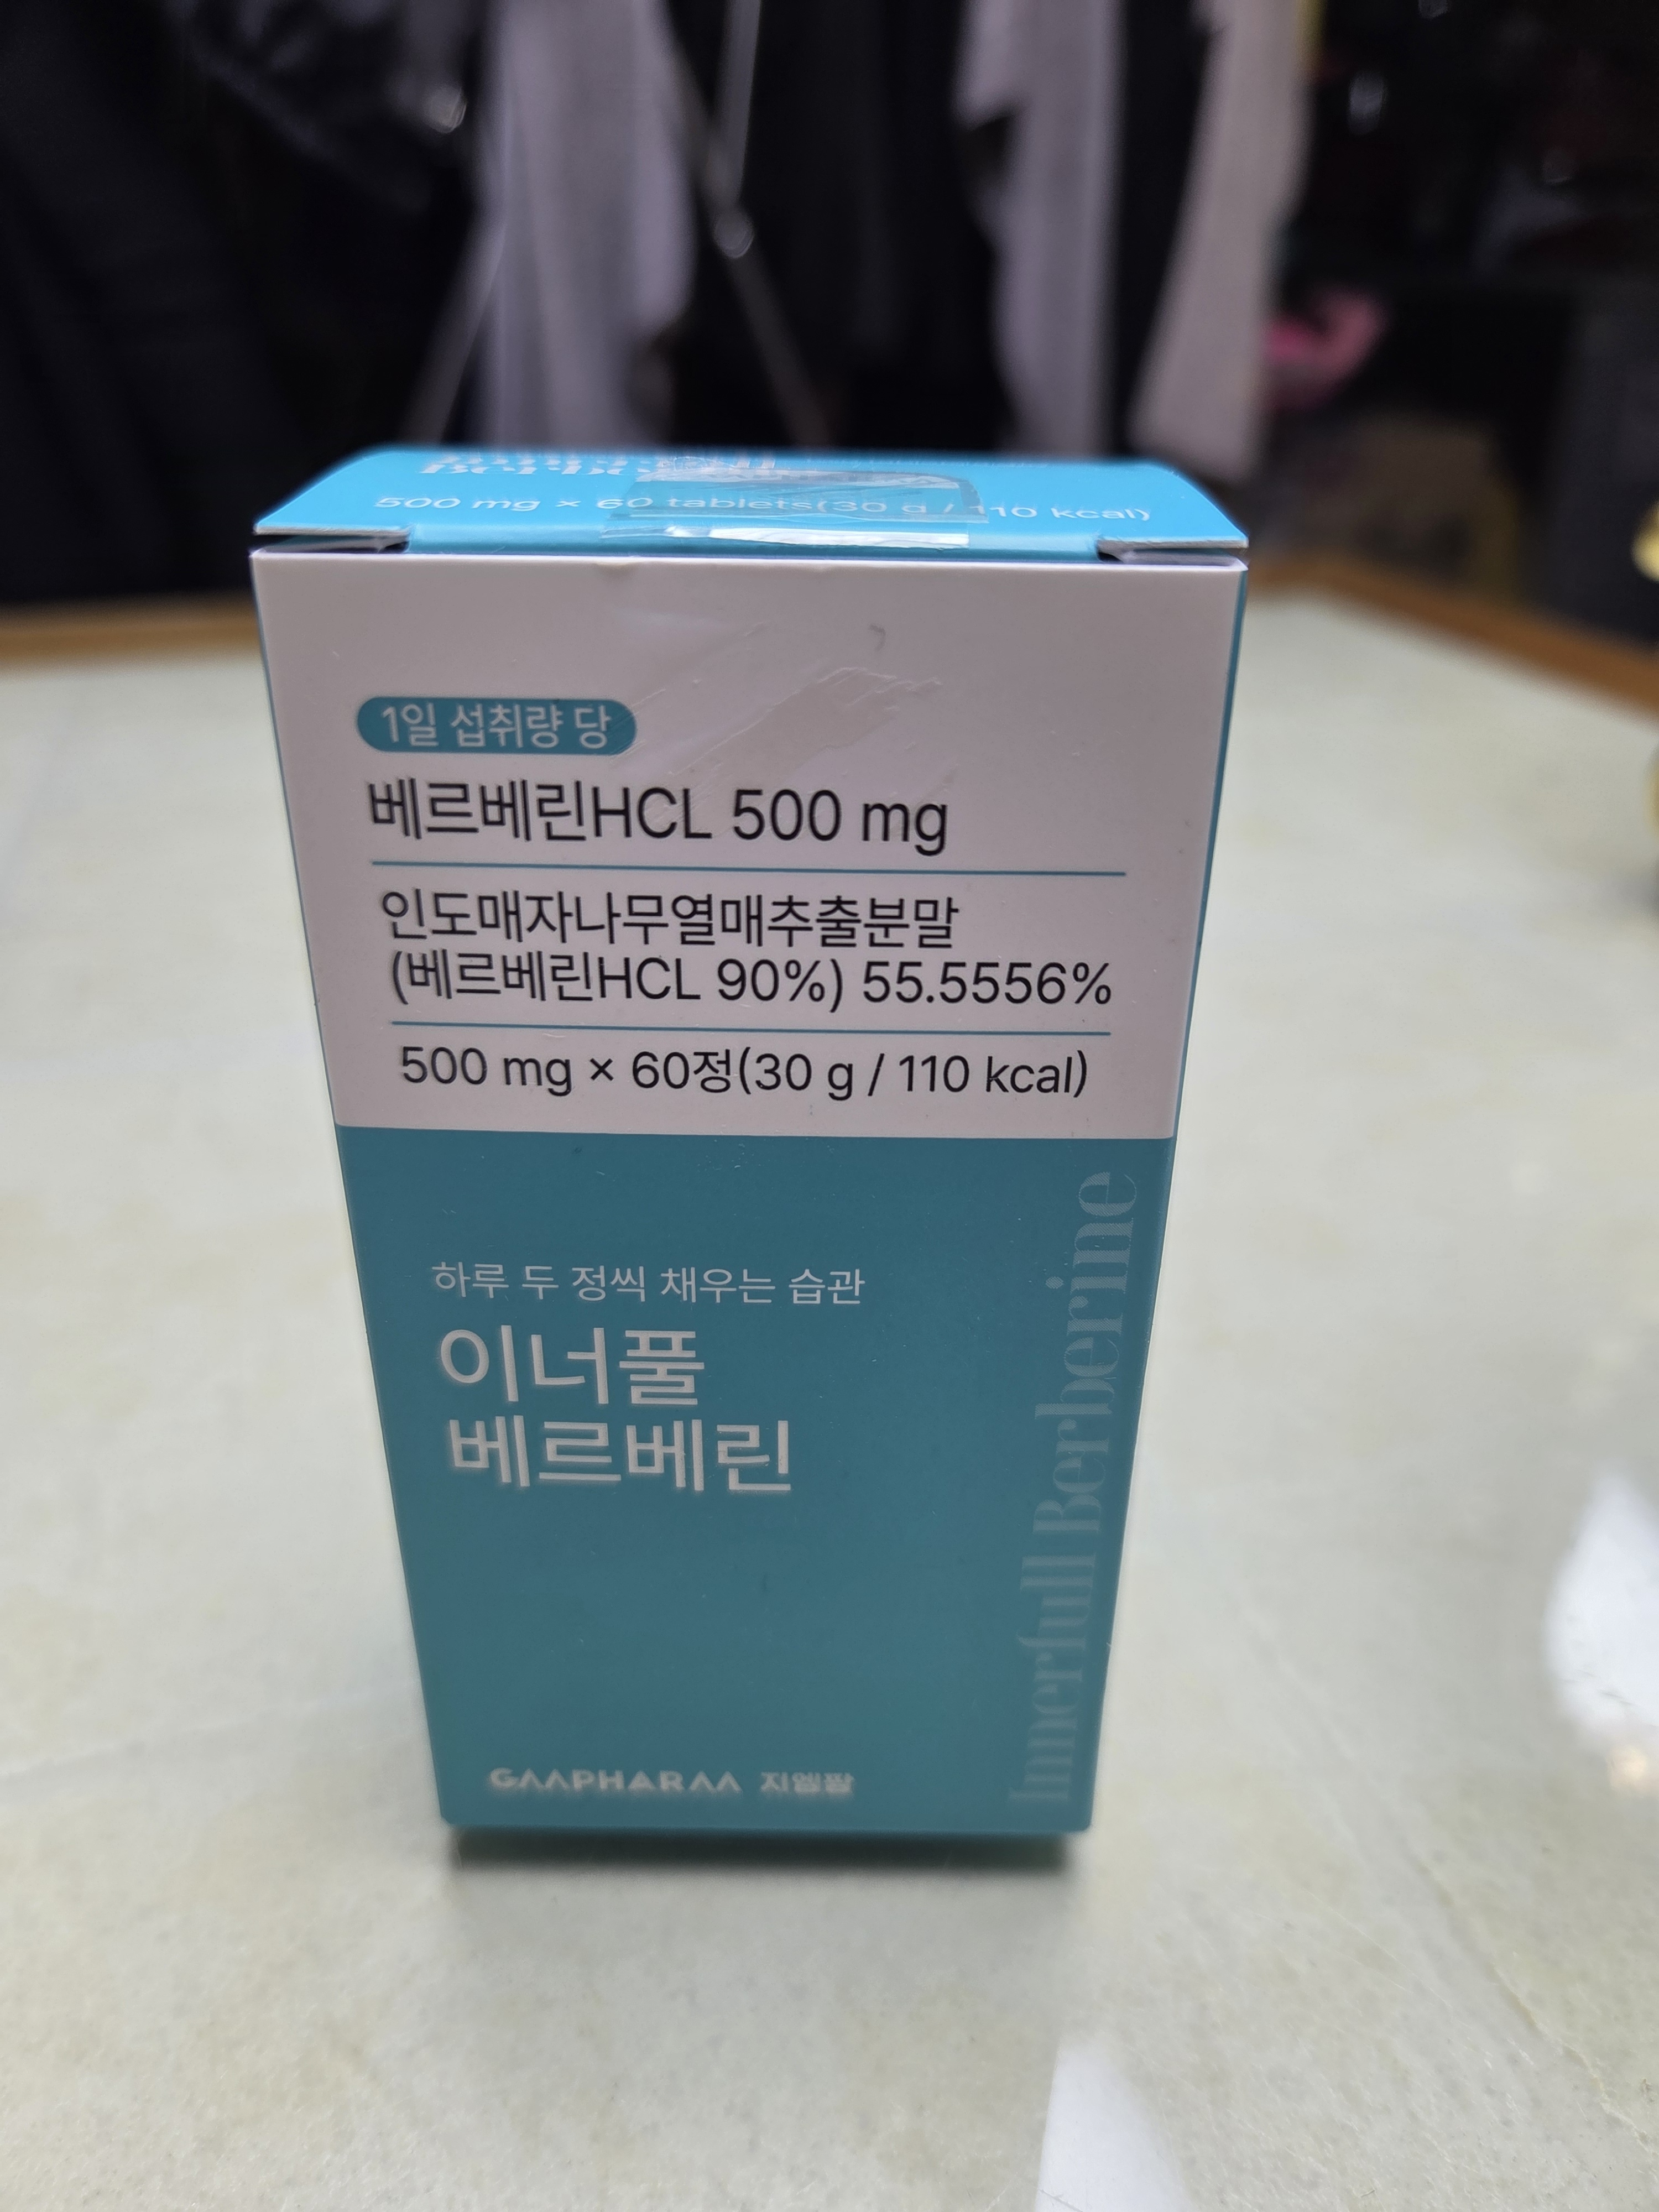 500 mg × 60 tablets(30 g / 110 kcal)
1일 섭취량 당
베르베린HCL 500 mg
인도매자나무열매추출분말
(베르베린HCL 90%) 55.5556%
500 mg × 60정(30 g / 110 kcal)
하루 두 정씩 채우는 습관
이너풀
베르베린
Innerfull Berberine
지엠팜